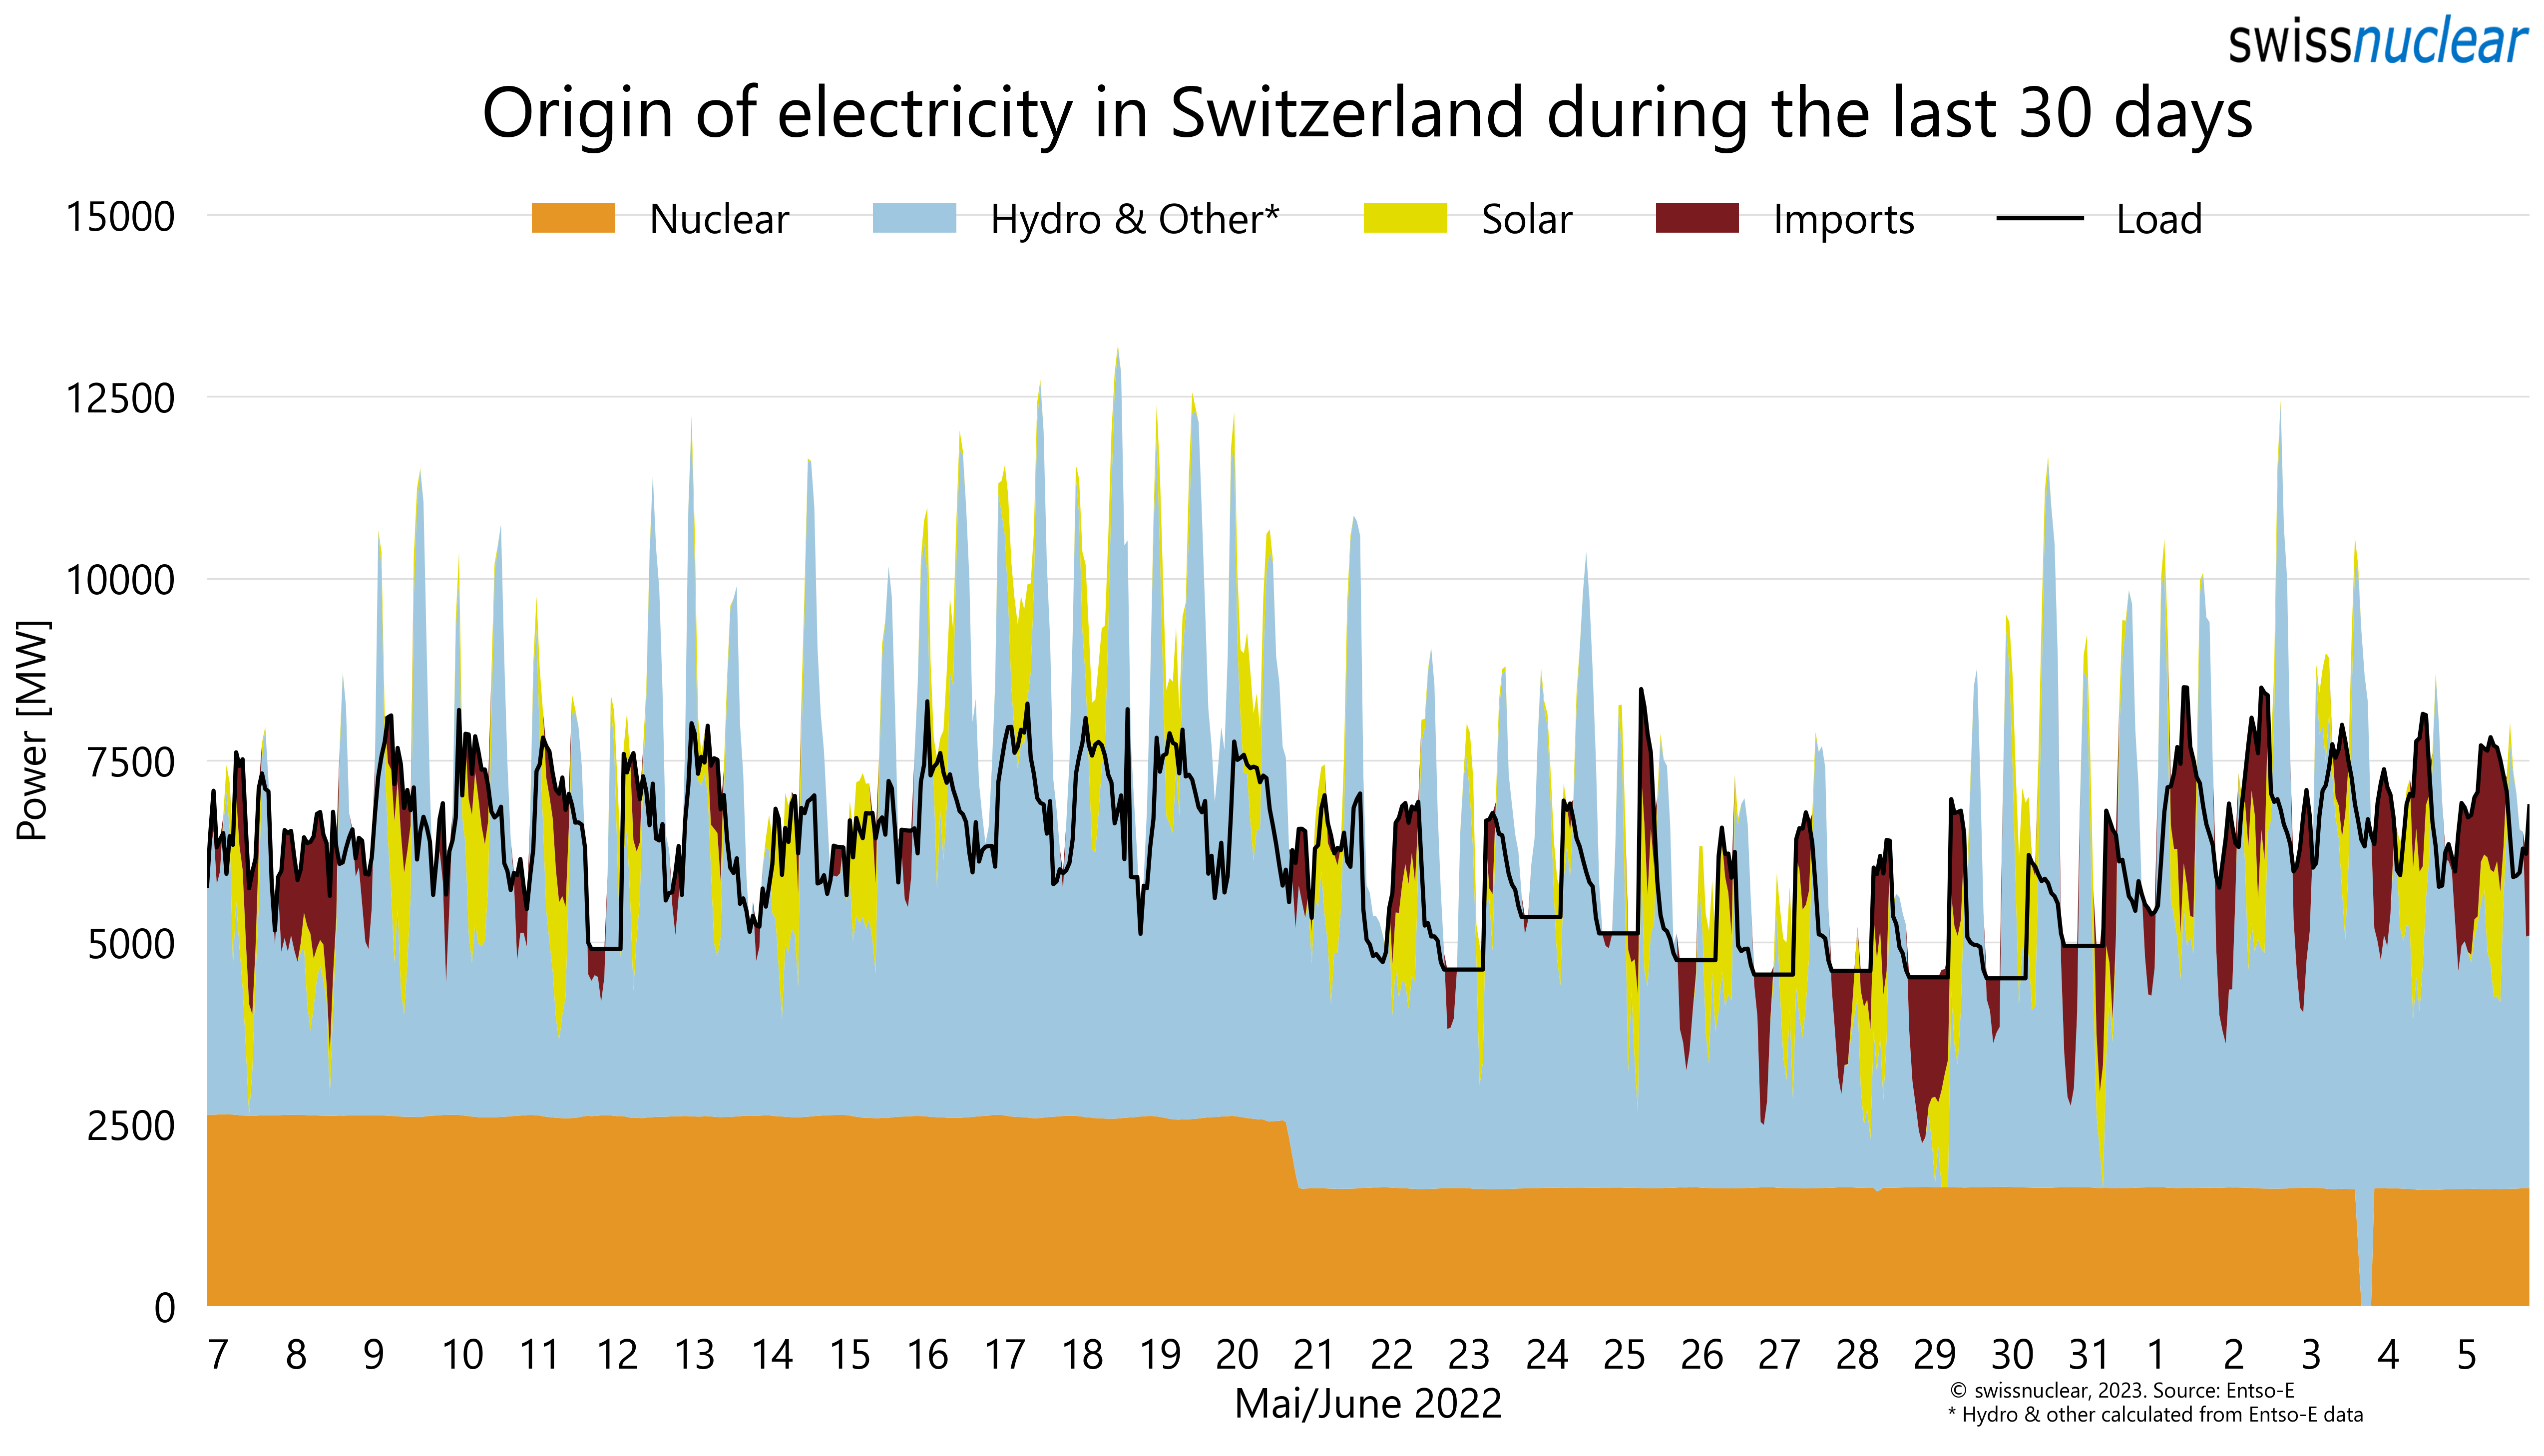 swissnuclear
Origin of electricity in Switzerland during the last 30 days
Nuclear Hydro & Other* Solar Imports Load
15000
12500
10000
7500
5000
2500
0
Power [MW]
7 8 9 10 11 12 13 14 15 16 17 18 19 20 21 22 23 24 25 26 27 28 29 30 31 1 2 3 4 5
Mai/June 2022
© swissnuclear, 2023. Source: Entso-E
* Hydro & other calculated from Entso-E data